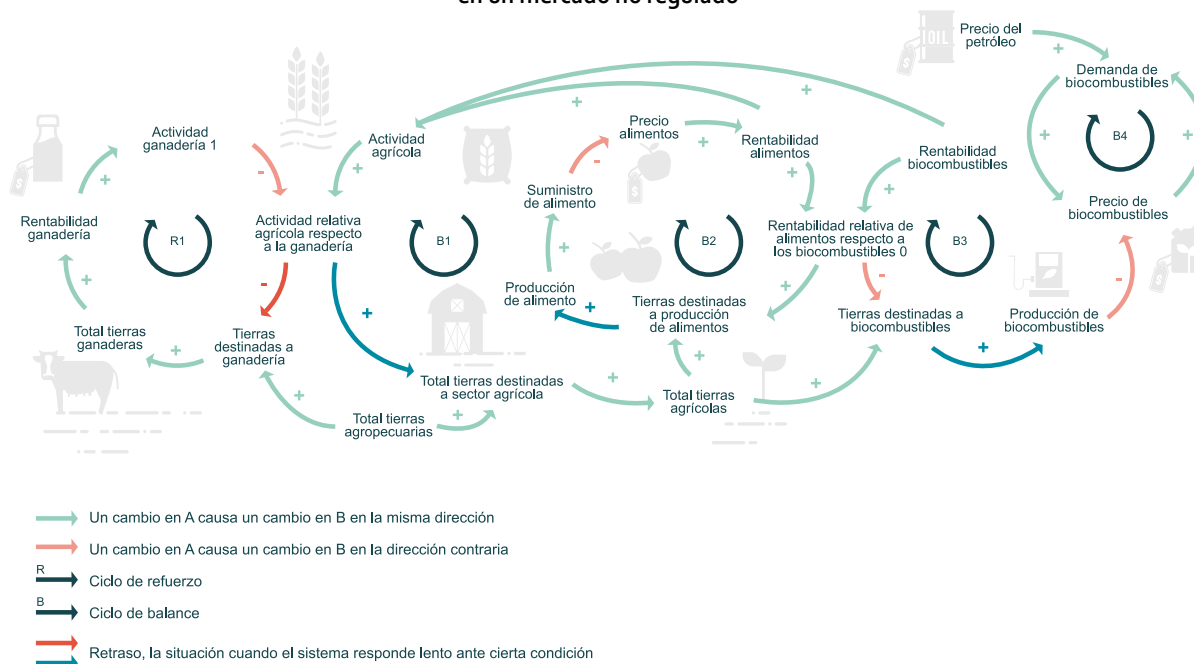 en un mercado no regulado
OIL
$
Precio del
petróleo
+
Demanda de
biocombustibles
+
+
B4
Precio de
biocombustibles
$
Actividad
ganadería 1
+
-
$
Rentabilidad
ganadería
R1
+
Total tierras
ganaderas
+
Tierras
destinadas a
ganadería
-
Actividad relativa
agrícola respecto
a la ganadería
+
Actividad
agrícola
+
+
B1
+
Total tierras destinadas
a sector agrícola
+
Total tierras
agropecuarias
+
+
Total tierras
agrícolas
+
+
Precio
alimentos
+
-
$
Suministro
de alimento
+
Producción
de alimento
+
Tierras destinadas
a producción
de alimentos
+
B2
Rentabilidad
alimentos
+
Rentabilidad relativa de
alimentos respecto a
los biocombustibles 0
+
Rentabilidad
biocombustibles
B3
-
Tierras destinadas a
biocombustibles
+
Producción de
biocombustibles
-
Un cambio en A causa un cambio en B en la misma dirección
Un cambio en A causa un cambio en B en la dirección contraria
R
Ciclo de refuerzo
B
Ciclo de balance
Retraso, la situación cuando el sistema responde lento ante cierta condición